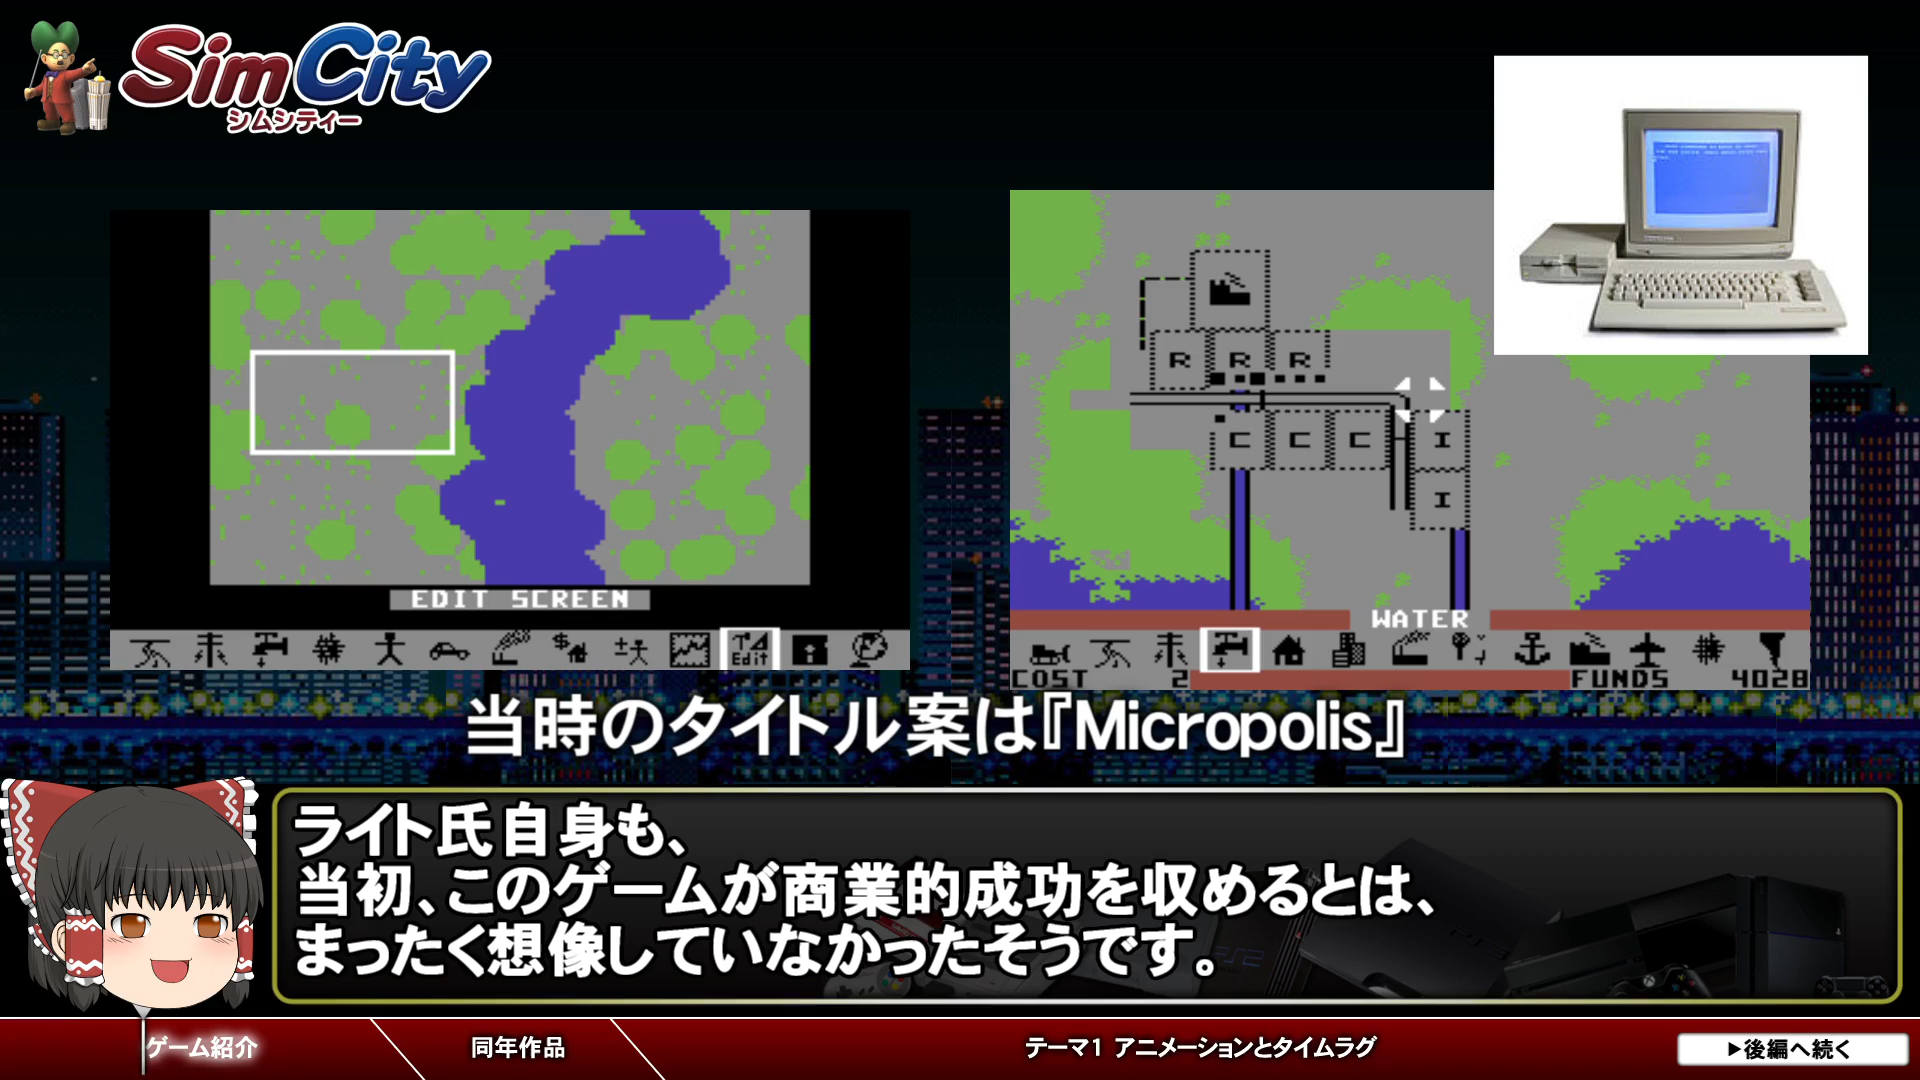 SimCity
シムシティー
R R R
C C C I
I
EDIT SCREEN
Edit
WATER
COST 2 FUNDS 4028
当時のタイトル案は『Micropolis』
ライト氏自身も、
当初、このゲームが商業的成功を収めるとは、
まったく想像していなかったそうです。
ゲーム紹介
同年作品
テーマ1 アニメーションとタイムラグ
▶後編へ続く